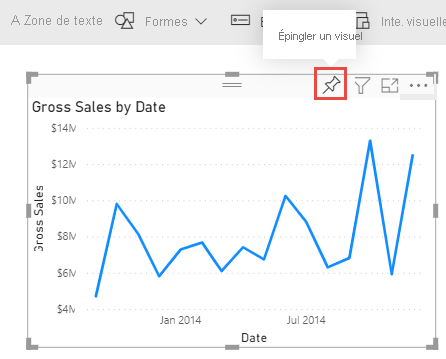 A Zone de texte
Formes
Inte. visuelle
Épingler un visuel
Gross Sales by Date
$14M
$12M
$10M
$8M
$6M
$4M
Gross Sales
Jan 2014
Jul 2014
Date